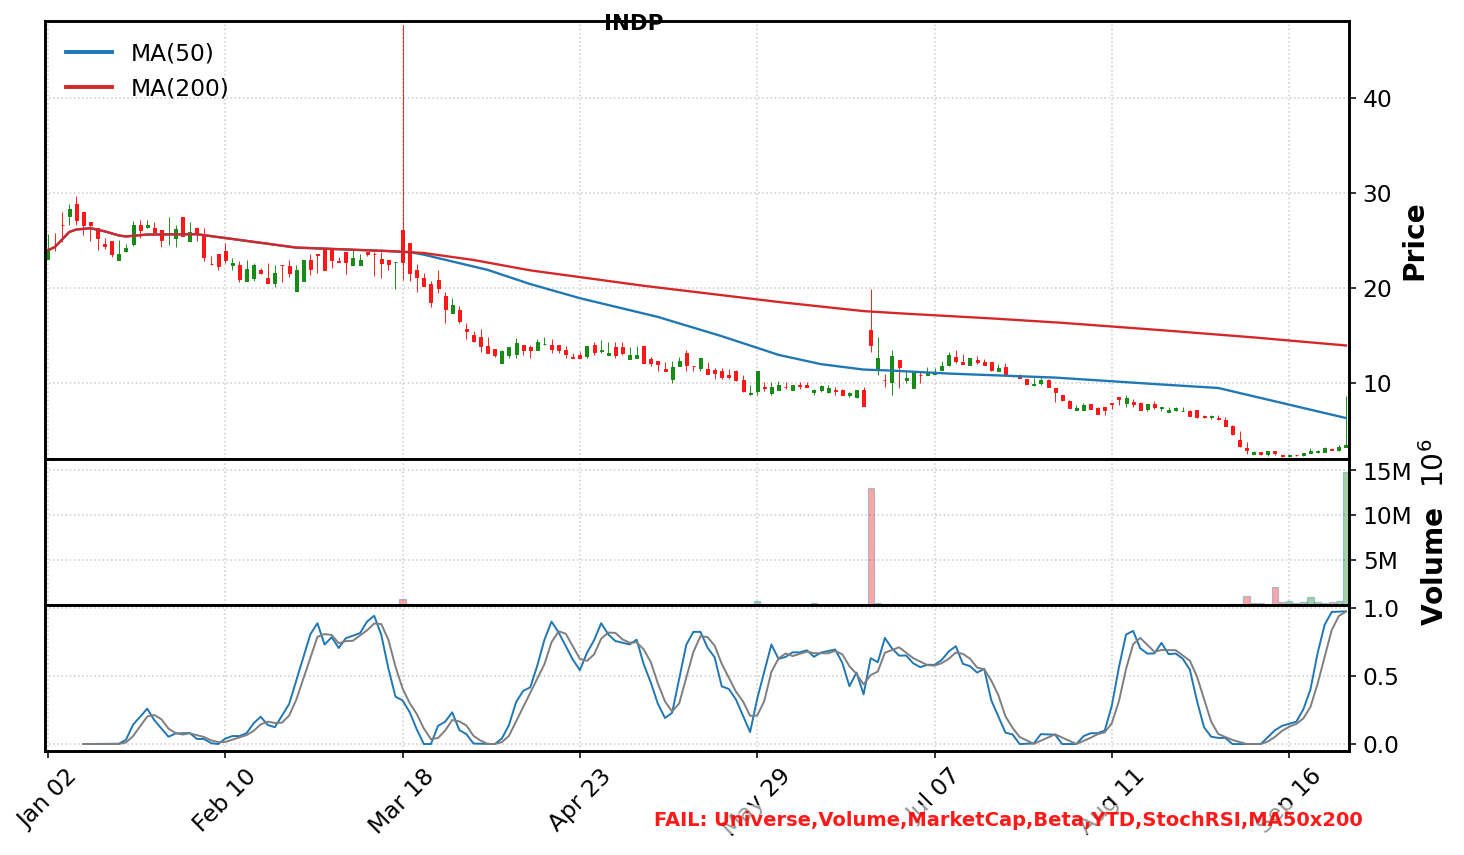 INDP
MA(50)
MA(200)
40
30
20
10
Price
15M
10M
5M
Volume 10^6
1.0
0.5
0.0
Jan 02
Feb 10
Mar 18
Apr 23
May 29
Jul 07
Aug 11
Sep 16
FAIL: Universe,Volume,MarketCap,Beta,YTD,StochRSI,MA50x200